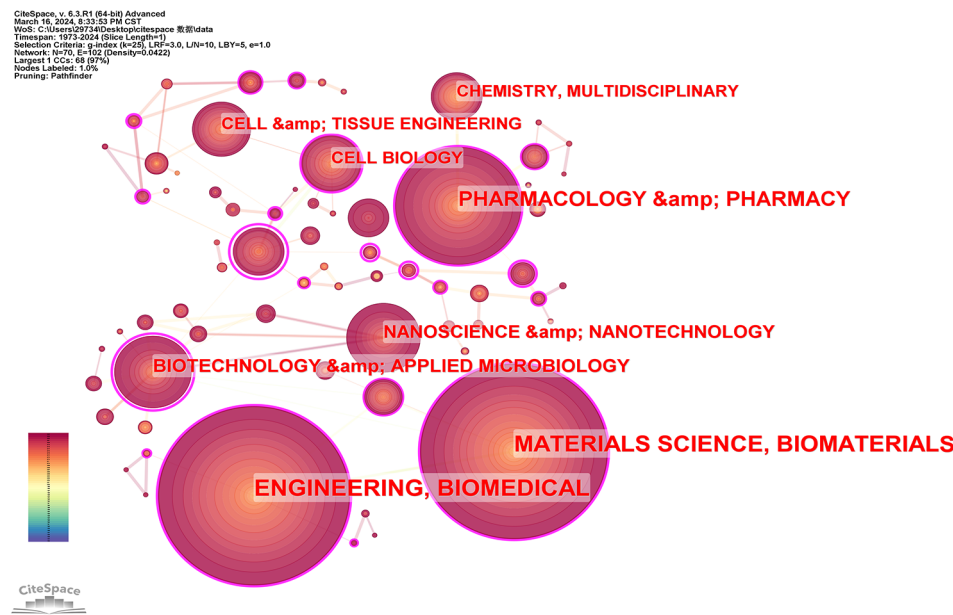 CiteSpace, v. 6.3.R1 (64-bit) Advanced
March 16, 2024, 8:33:53 PM CST
WoS: C:\Users\29734\Desktop\citespace 数据\data
Timespan: 1973-2024 (Slice Length=1)
Selection Criteria: g-index (k=25), LRF=3.0, L/N=10, LBY=5, e=1.0
Network: N=70, E=102 (Density=0.0422)
Largest 1 CCs: 68 (97%)
Nodes Labeled: 1.0%
Pruning: Pathfinder
CHEMISTRY, MULTIDISCIPLINARY
CELL &amp; TISSUE ENGINEERING
CELL BIOLOGY
PHARMACOLOGY &amp; PHARMACY
NANOSCIENCE &amp; NANOTECHNOLOGY
BIOTECHNOLOGY &amp; APPLIED MICROBIOLOGY
MATERIALS SCIENCE, BIOMATERIALS
ENGINEERING, BIOMEDICAL
CiteSpace